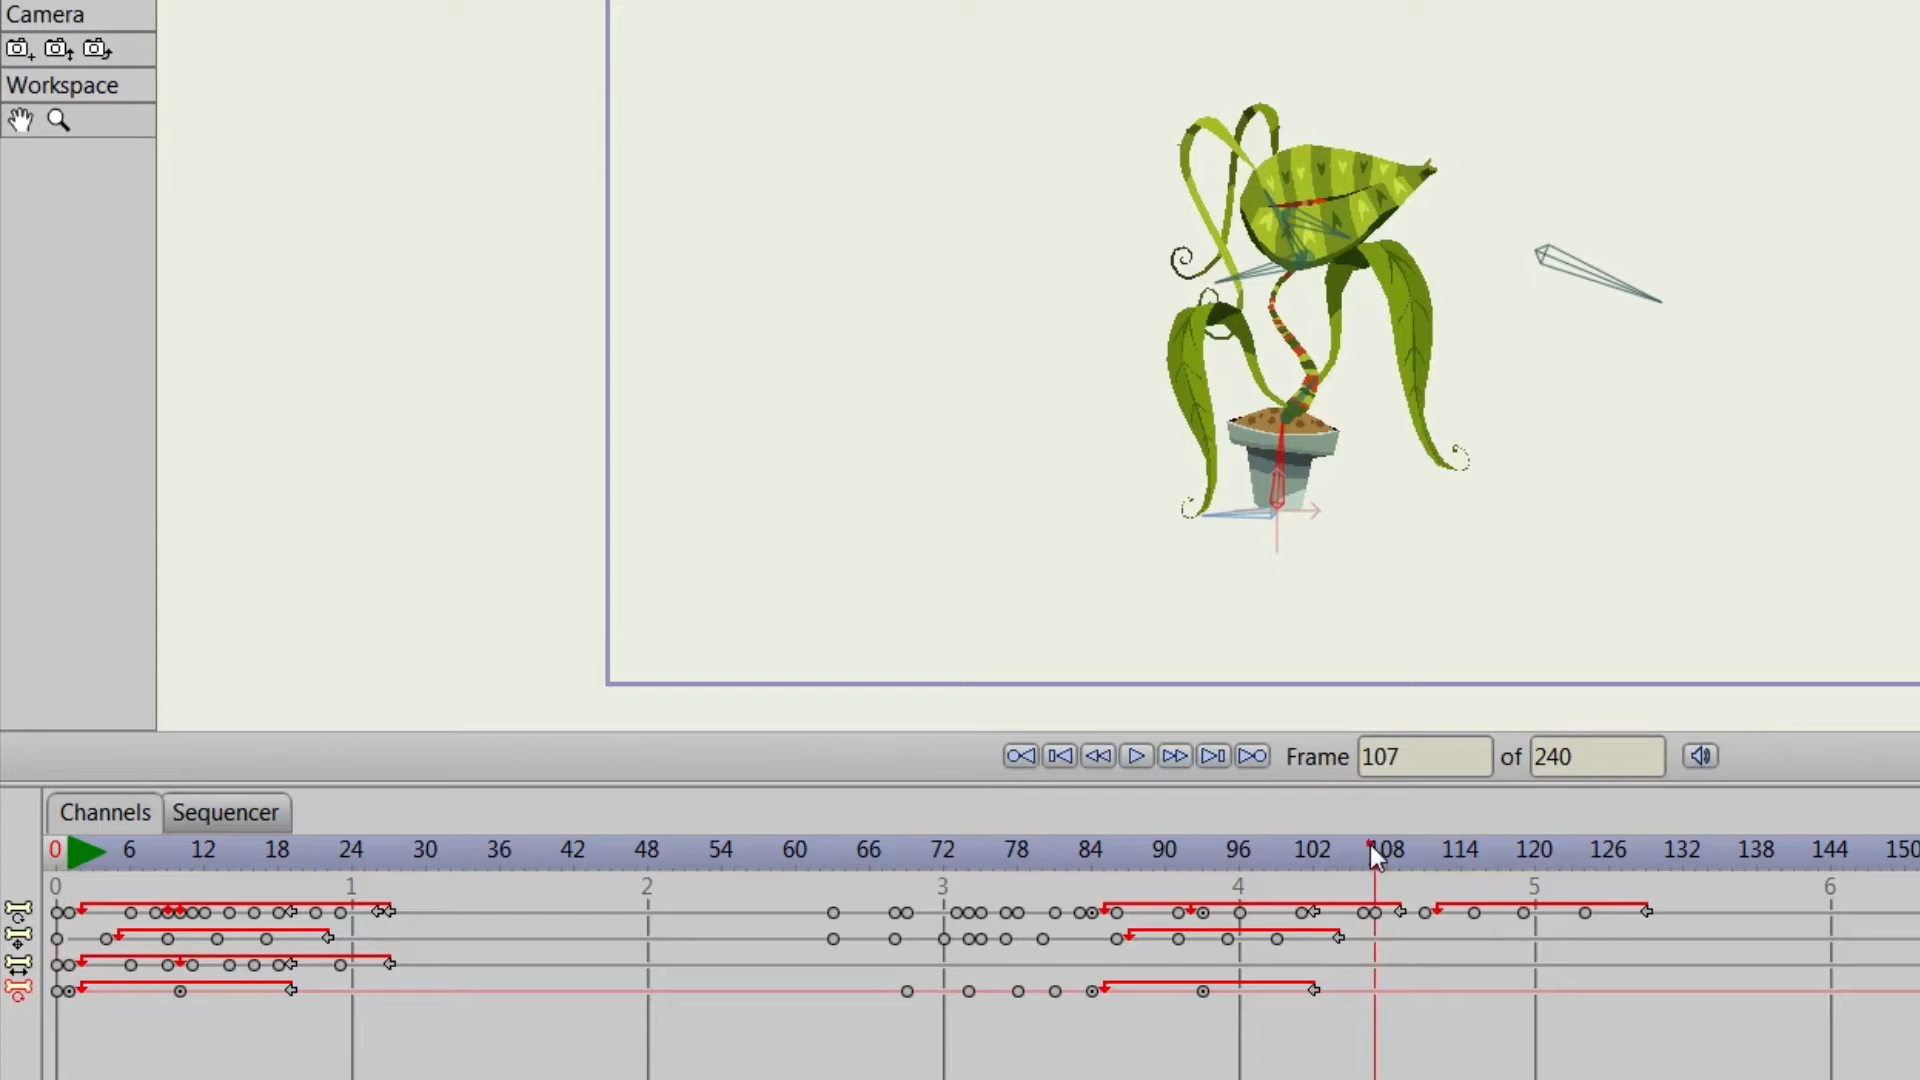 Camera
Workspace
Frame 107 of 240
Channels Sequencer
0 6 12 18 24 30 36 42 48 54 60 66 72 78 84 90 96 102 108 114 120 126 132 138 144 150
0 1 2 3 4 5 6